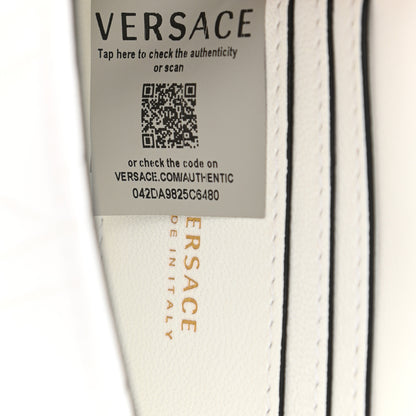 VERSACE
Tap here to check the authenticity
or scan
or check the code on
VERSACE.COM/AUTHENTIC
042DA9825C6480
VERSACE
DE IN ITALY